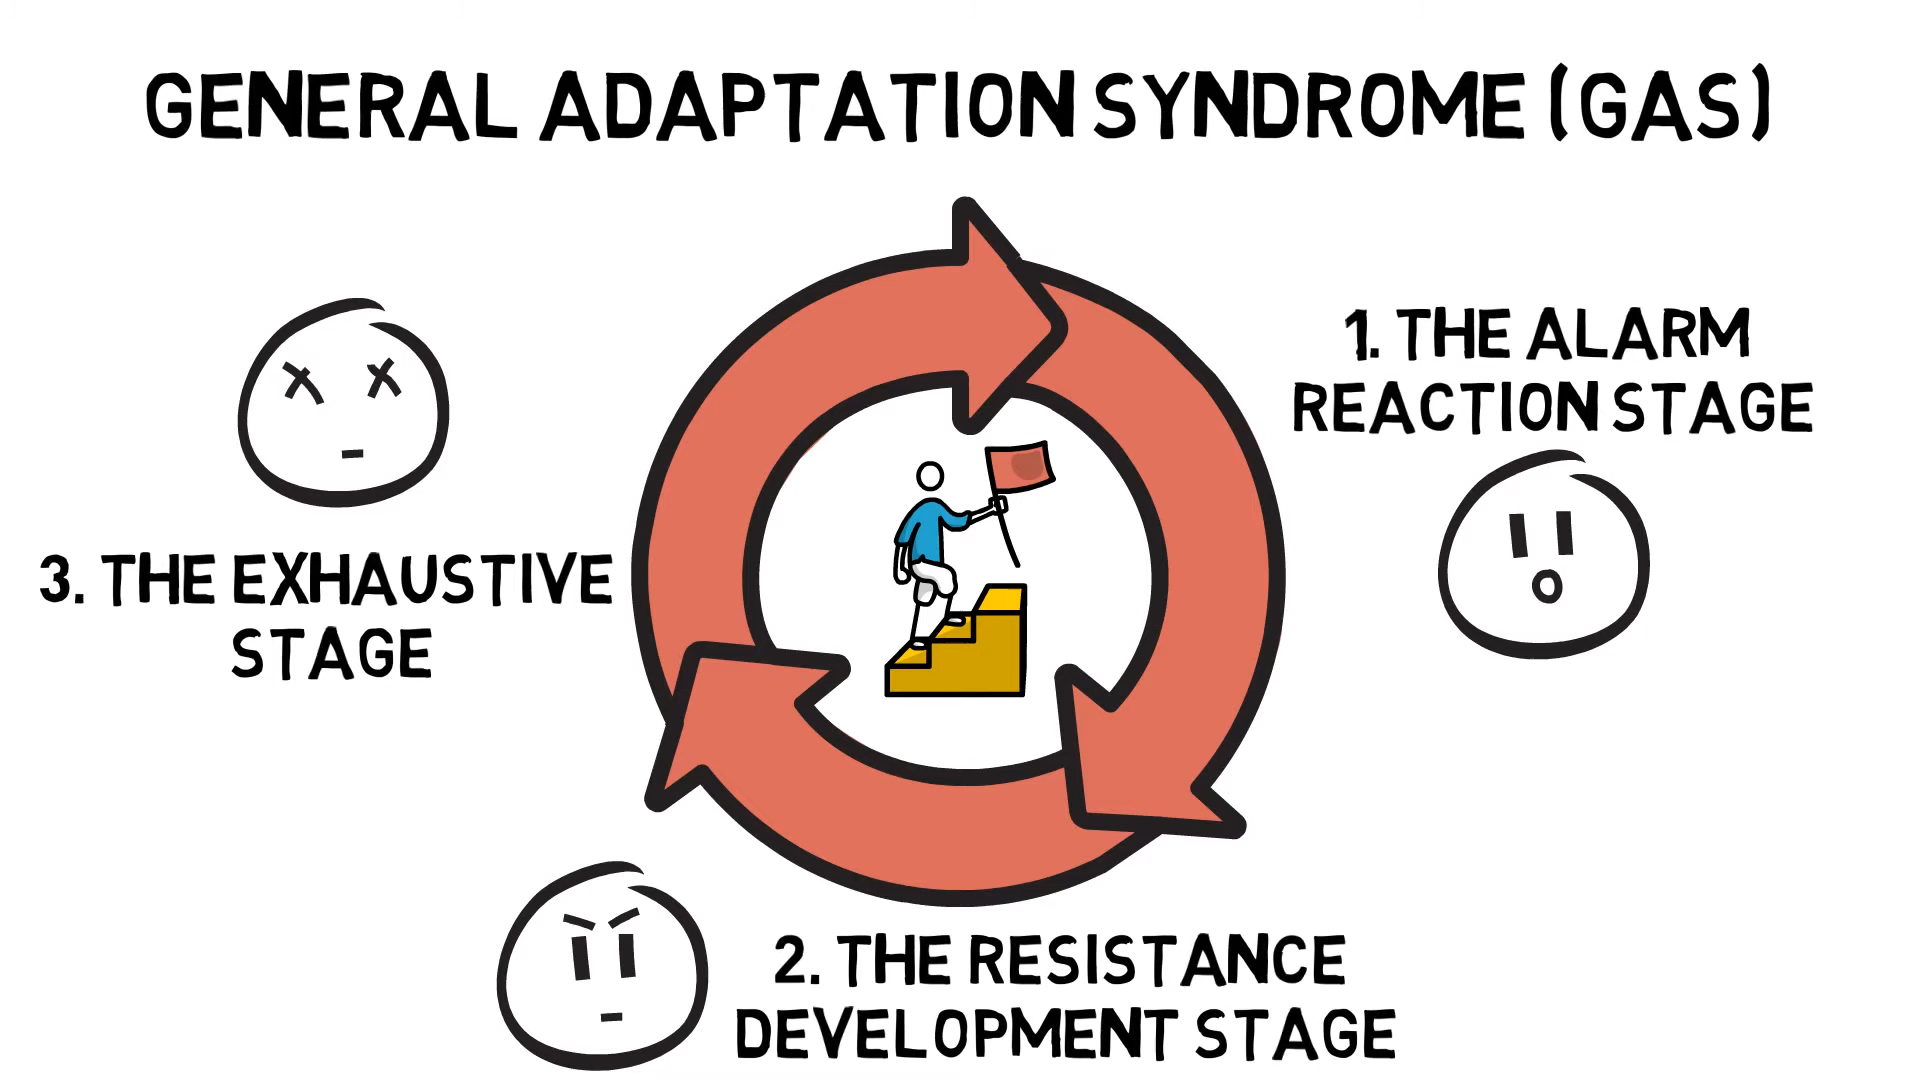 GENERAL ADAPTATION SYNDROME (GAS)
1. THE ALARM
REACTION STAGE
2. THE RESISTANCE
DEVELOPMENT STAGE
3. THE EXHAUSTIVE
STAGE